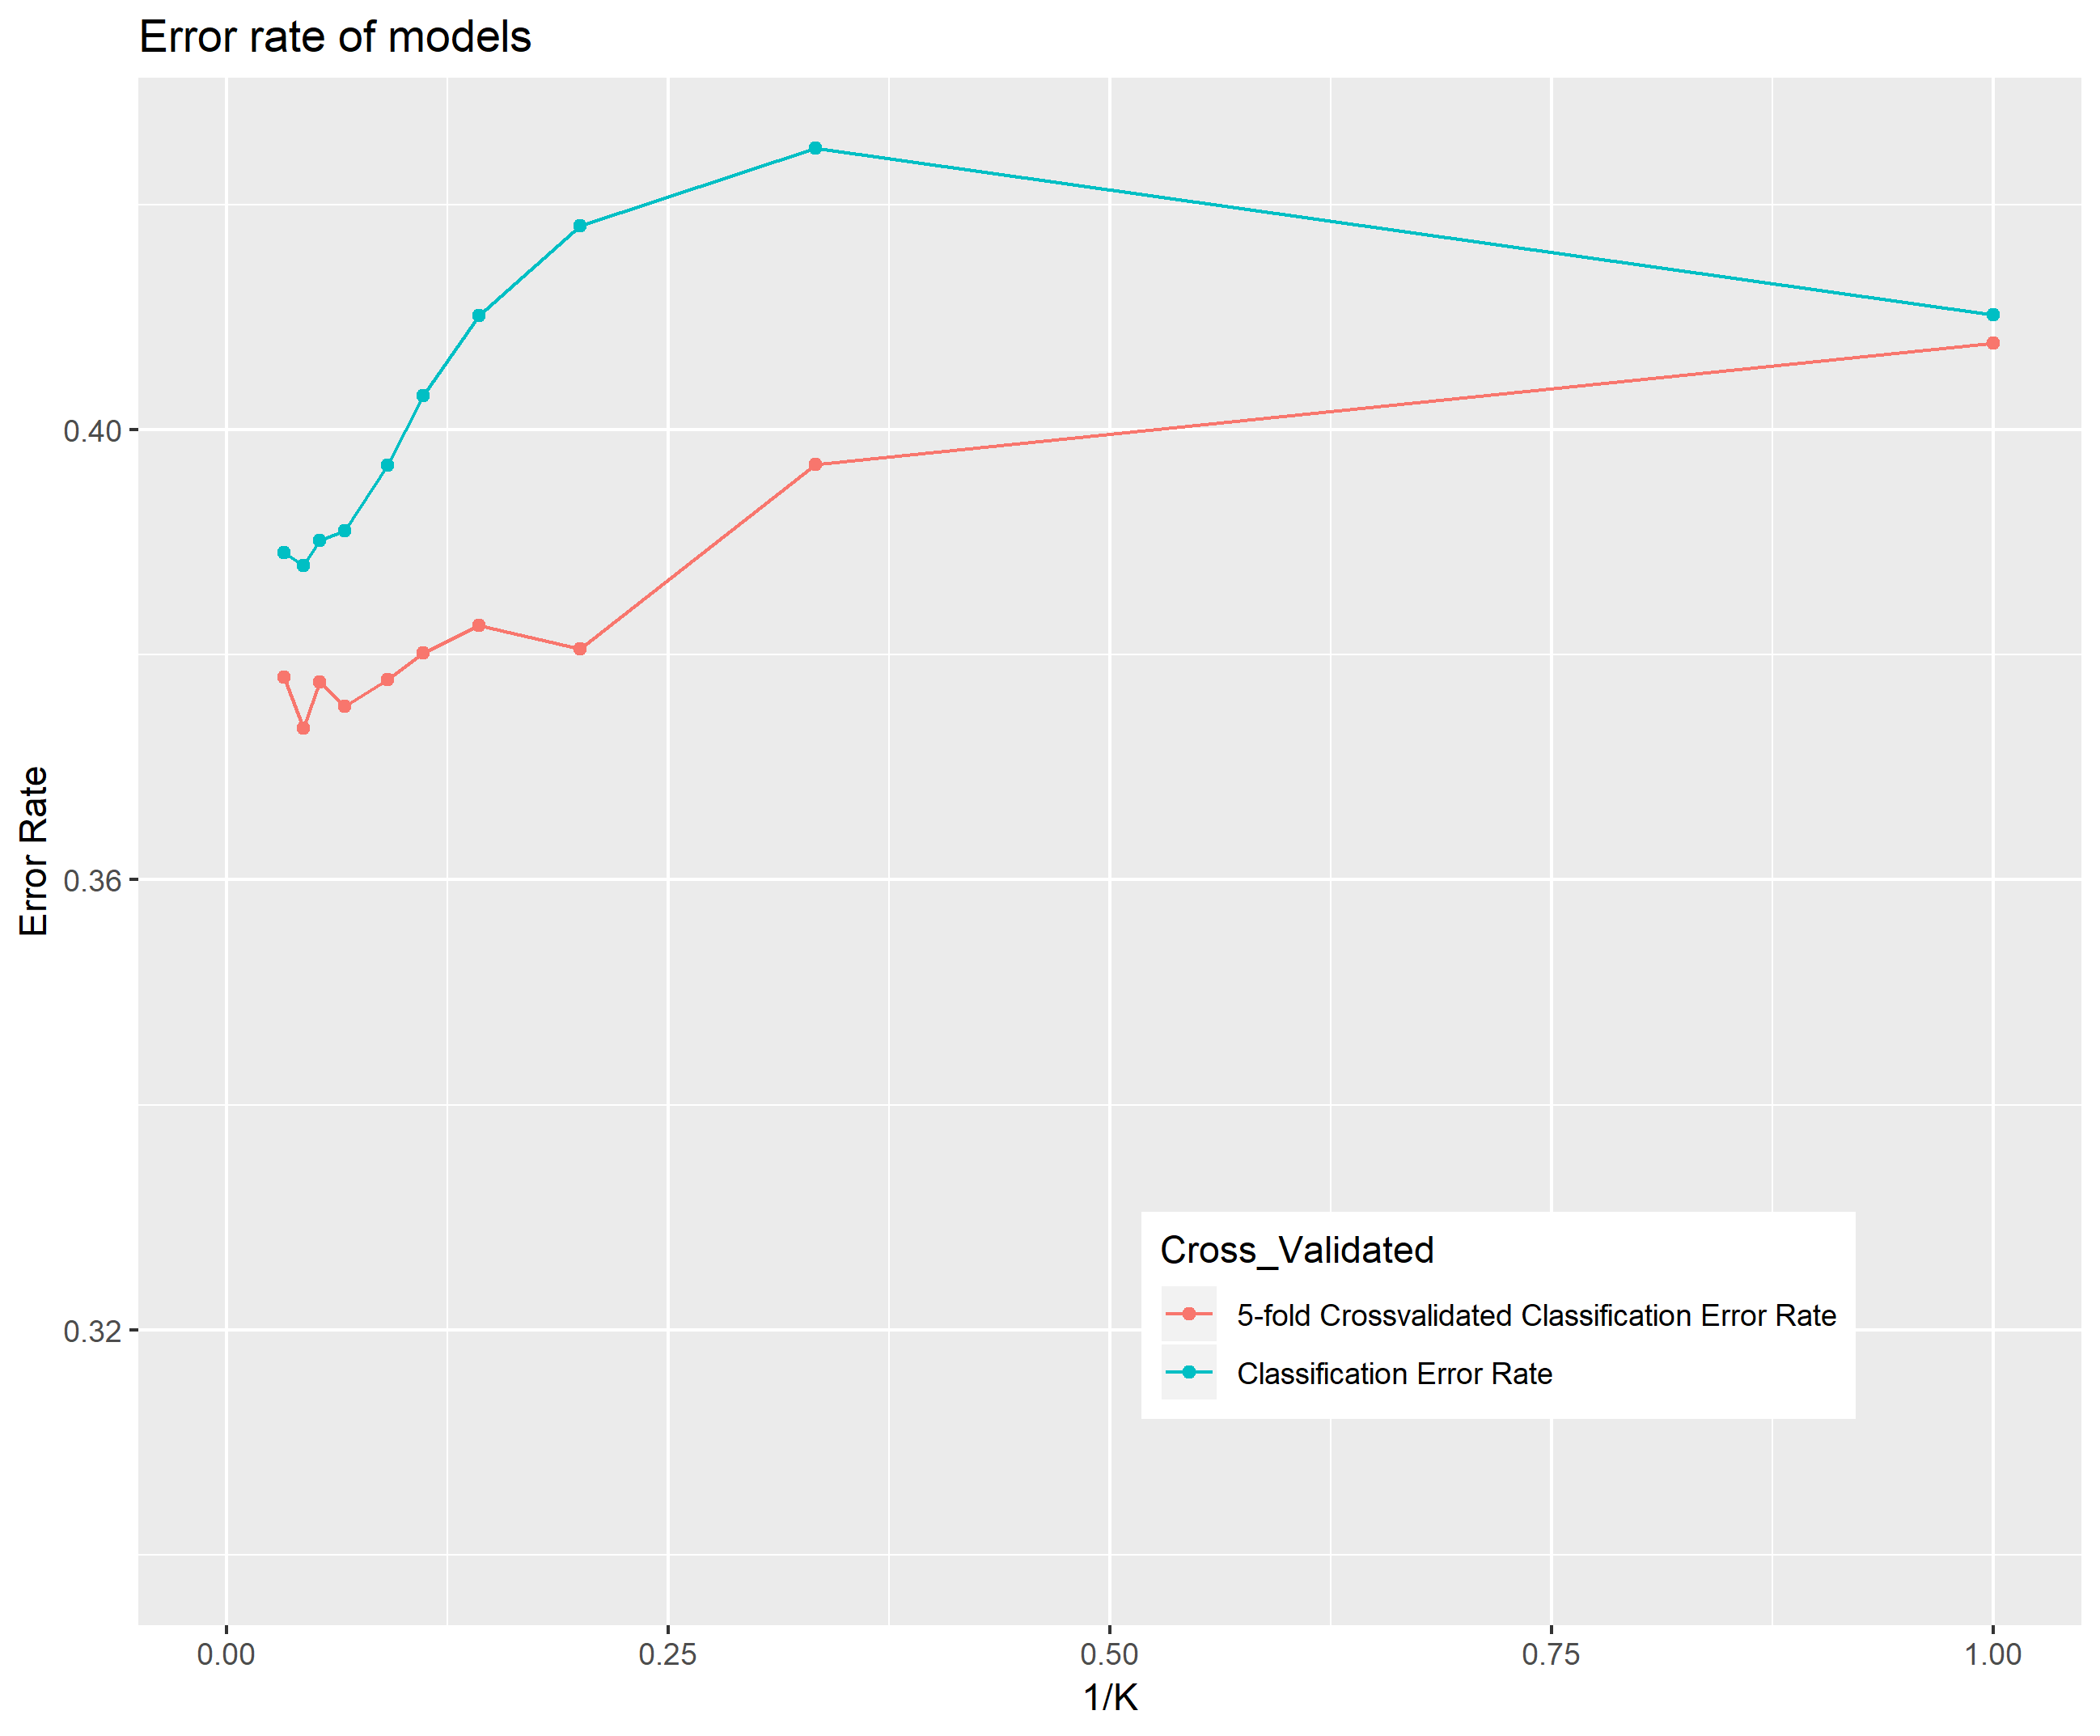 Error rate of models
Error Rate
0.40
0.36
0.32
Cross_Validated
5-fold Crossvalidated Classification Error Rate
Classification Error Rate
0.00 0.25 0.50 0.75 1.00
1/K